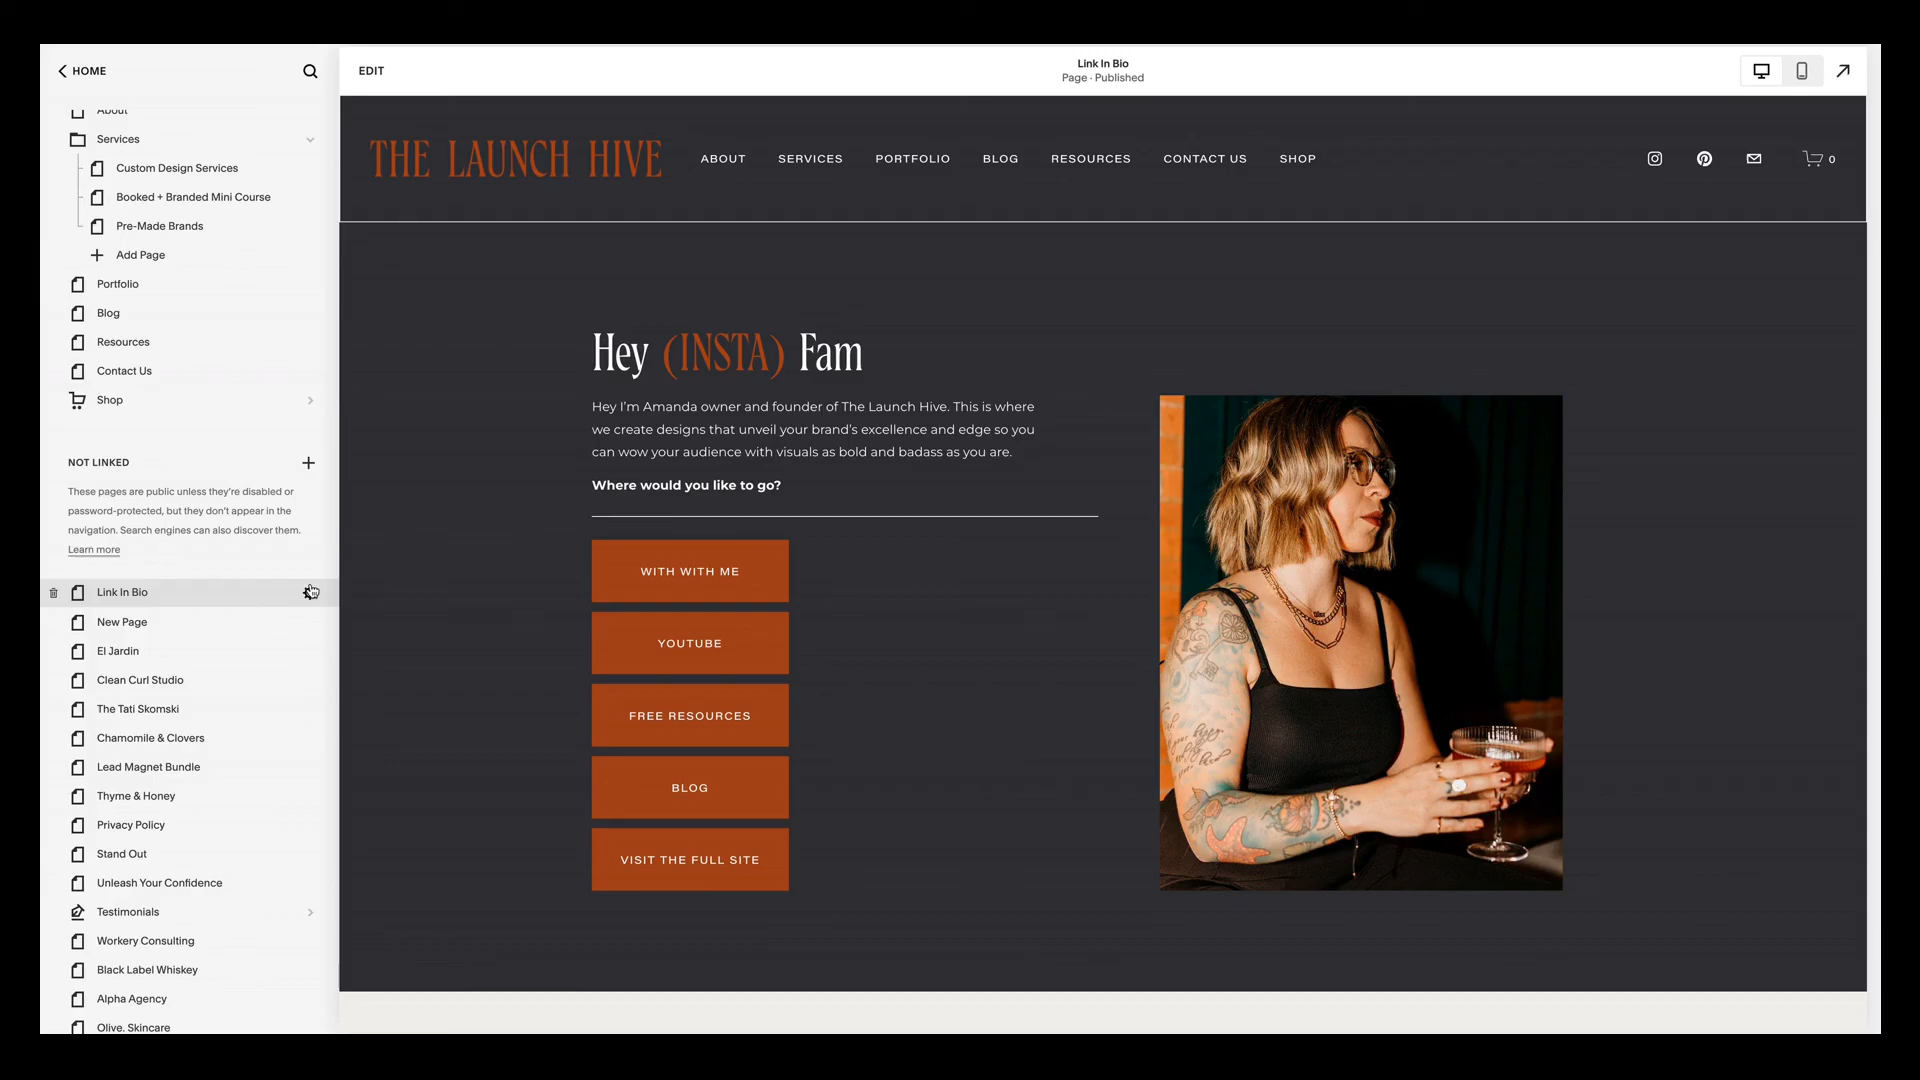 HOME
About
Services
Custom Design Services
Booked + Branded Mini Course
Pre-Made Brands
Add Page
Portfolio
Blog
Resources
Contact Us
Shop
NOT LINKED
These pages are public unless they're disabled or
password-protected, but they don't appear in the
navigation. Search engines can also discover them.
Learn more
Link In Bio
New Page
El Jardin
Clean Curl Studio
The Tati Skomski
Chamomile & Clovers
Lead Magnet Bundle
Thyme & Honey
Privacy Policy
Stand Out
Unleash Your Confidence
Testimonials
Workery Consulting
Black Label Whiskey
Alpha Agency
Olive. Skincare
EDIT
Link In Bio
Page · Published
THE LAUNCH HIVE
ABOUT SERVICES PORTFOLIO BLOG RESOURCES CONTACT US SHOP
0
Hey (INSTA) Fam
Hey I'm Amanda owner and founder of The Launch Hive. This is where
we create designs that unveil your brand's excellence and edge so you
can wow your audience with visuals as bold and badass as you are.
Where would you like to go?
WITH WITH ME
YOUTUBE
FREE RESOURCES
BLOG
VISIT THE FULL SITE